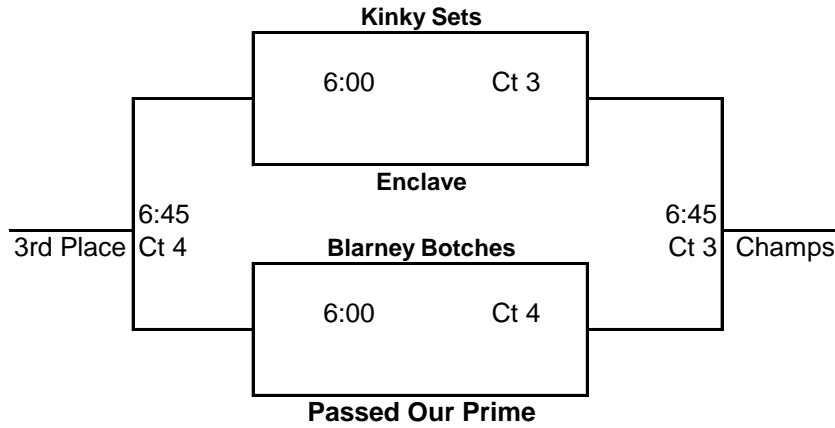 Kinky Sets
6:00 Ct 3
Enclave
6:45 6:45
3rd Place Ct 4 Blarney Botches Ct 3 Champs
6:00 Ct 4
Passed Our Prime